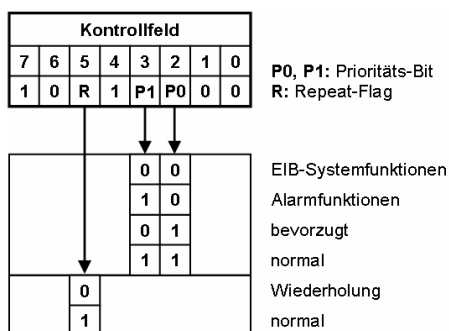 Kontrollfeld
7 6 5 4 3 2 1 0
1 0 R 1 P1 P0 0 0
P0, P1: Prioritäts-Bit
R: Repeat-Flag
0 0 EIB-Systemfunktionen
1 0 Alarmfunktionen
0 1 bevorzugt
1 1 normal
0 Wiederholung
1 normal